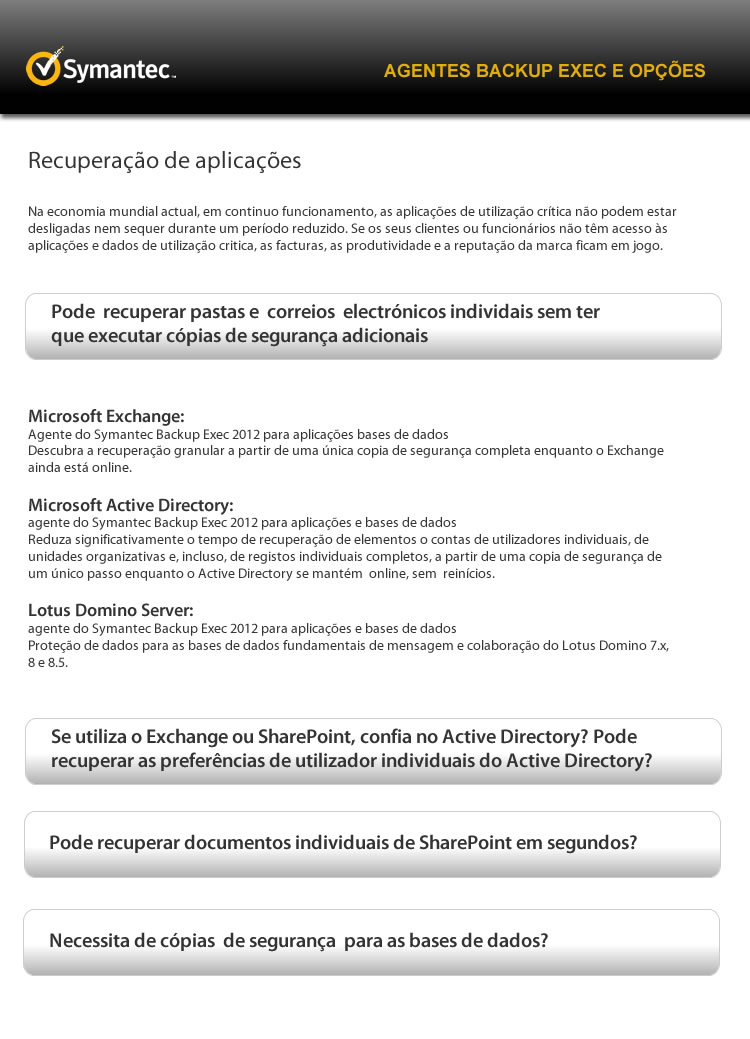 Symantec™
AGENTES BACKUP EXEC E OPÇÕES
Recuperação de aplicações
Na economia mundial actual, em continuo funcionamento, as aplicações de utilização crítica não podem estar
desligadas nem sequer durante um período reduzido. Se os seus clientes ou funcionários não têm acesso às
aplicações e dados de utilização critica, as facturas, as produtividade e a reputação da marca ficam em jogo.
Pode recuperar pastas e correios electrónicos individais sem ter
que executar cópias de segurança adicionais
Microsoft Exchange:
Agente do Symantec Backup Exec 2012 para aplicações bases de dados
Descubra a recuperação granular a partir de uma única copia de segurança completa enquanto o Exchange
ainda está online.
Microsoft Active Directory:
agente do Symantec Backup Exec 2012 para aplicações e bases de dados
Reduza significativamente o tempo de recuperação de elementos o contas de utilizadores individuais, de
unidades organizativas e, incluso, de registos individuais completos, a partir de uma copia de segurança de
um único passo enquanto o Active Directory se mantém online, sem reinícios.
Lotus Domino Server:
agente do Symantec Backup Exec 2012 para aplicações e bases de dados
Proteção de dados para as bases de dados fundamentais de mensagem e colaboração do Lotus Domino 7.x,
8 e 8.5.
Se utiliza o Exchange ou SharePoint, confia no Active Directory? Pode
recuperar as preferências de utilizador individuais do Active Directory?
Pode recuperar documentos individuais de SharePoint em segundos?
Necessita de cópias de segurança para as bases de dados?